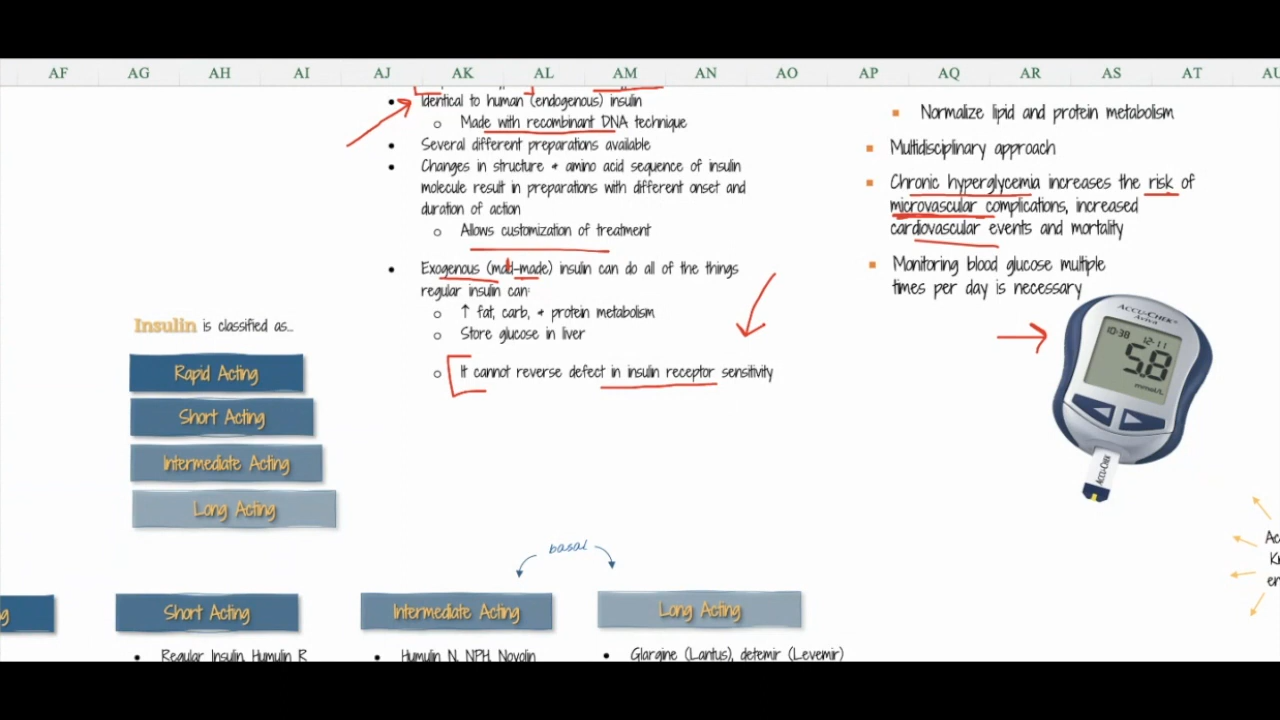 AF AG AH AI AJ AK AL AM AN AO AP AQ AR AS AT AU
Identical to human (endogenous) insulin
Made with recombinant DNA technique
Several different preparations available
Changes in structure + amino acid sequence of insulin
molecule result in preparations with different onset and
duration of action
Allows customization of treatment
Exogenous (mad-made) insulin can do all of the things
regular insulin can:
↑ fat, carb, + protein metabolism
Store glucose in liver
It cannot reverse defect in insulin receptor sensitivity
Normalize lipid and protein metabolism
Multidisciplinary approach
Chronic hyperglycemia increases the risk of
microvascular complications, increased
cardiovascular events and mortality
Monitoring blood glucose multiple
times per day is necessary
ACCU-CHEK
Aviva
10:38 12-11
5.8
mmol/L
ACCU-CHEK
Insulin is classified as...
Rapid Acting
Short Acting
Intermediate Acting
Long Acting
basal
Short Acting
Intermediate Acting
Long Acting
Regular Insulin, Humulin R
Humulin N, NPH, Novolin
Glargine (Lantus), detemir (Levemir)